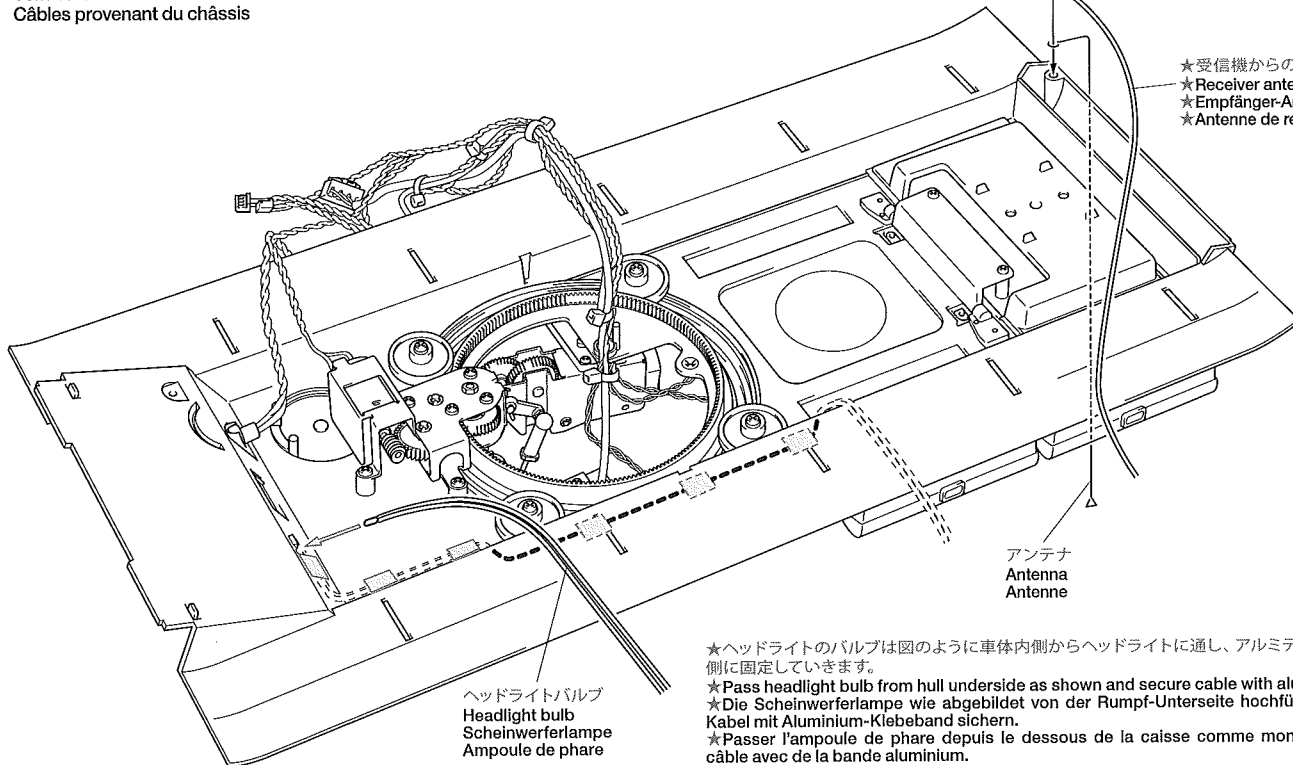 Câbles provenant du châssis
★受信機からの
★Receiver ante
★Empfänger-A
★Antenne de re
アンテナ
Antenna
Antenne
ヘッドライトバルブ
Headlight bulb
Scheinwerferlampe
Ampoule de phare
★ヘッドライトのバルブは図のように車体内側からヘッドライトに通し、アルミテ
側に固定していきます。
★Pass headlight bulb from hull underside as shown and secure cable with alu
★Die Scheinwerferlampe wie abgebildet von der Rumpf-Unterseite hochfü
Kabel mit Aluminium-Klebeband sichern.
★Passer l'ampoule de phare depuis le dessous de la caisse comme mon
câble avec de la bande aluminium.